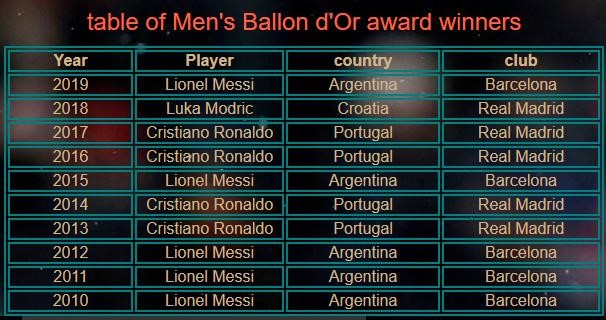 table of Men's Ballon d'Or award winners
Year Player country club
2019 Lionel Messi Argentina Barcelona
2018 Luka Modric Croatia Real Madrid
2017 Cristiano Ronaldo Portugal Real Madrid
2016 Cristiano Ronaldo Portugal Real Madrid
2015 Lionel Messi Argentina Barcelona
2014 Cristiano Ronaldo Portugal Real Madrid
2013 Cristiano Ronaldo Portugal Real Madrid
2012 Lionel Messi Argentina Barcelona
2011 Lionel Messi Argentina Barcelona
2010 Lionel Messi Argentina Barcelona